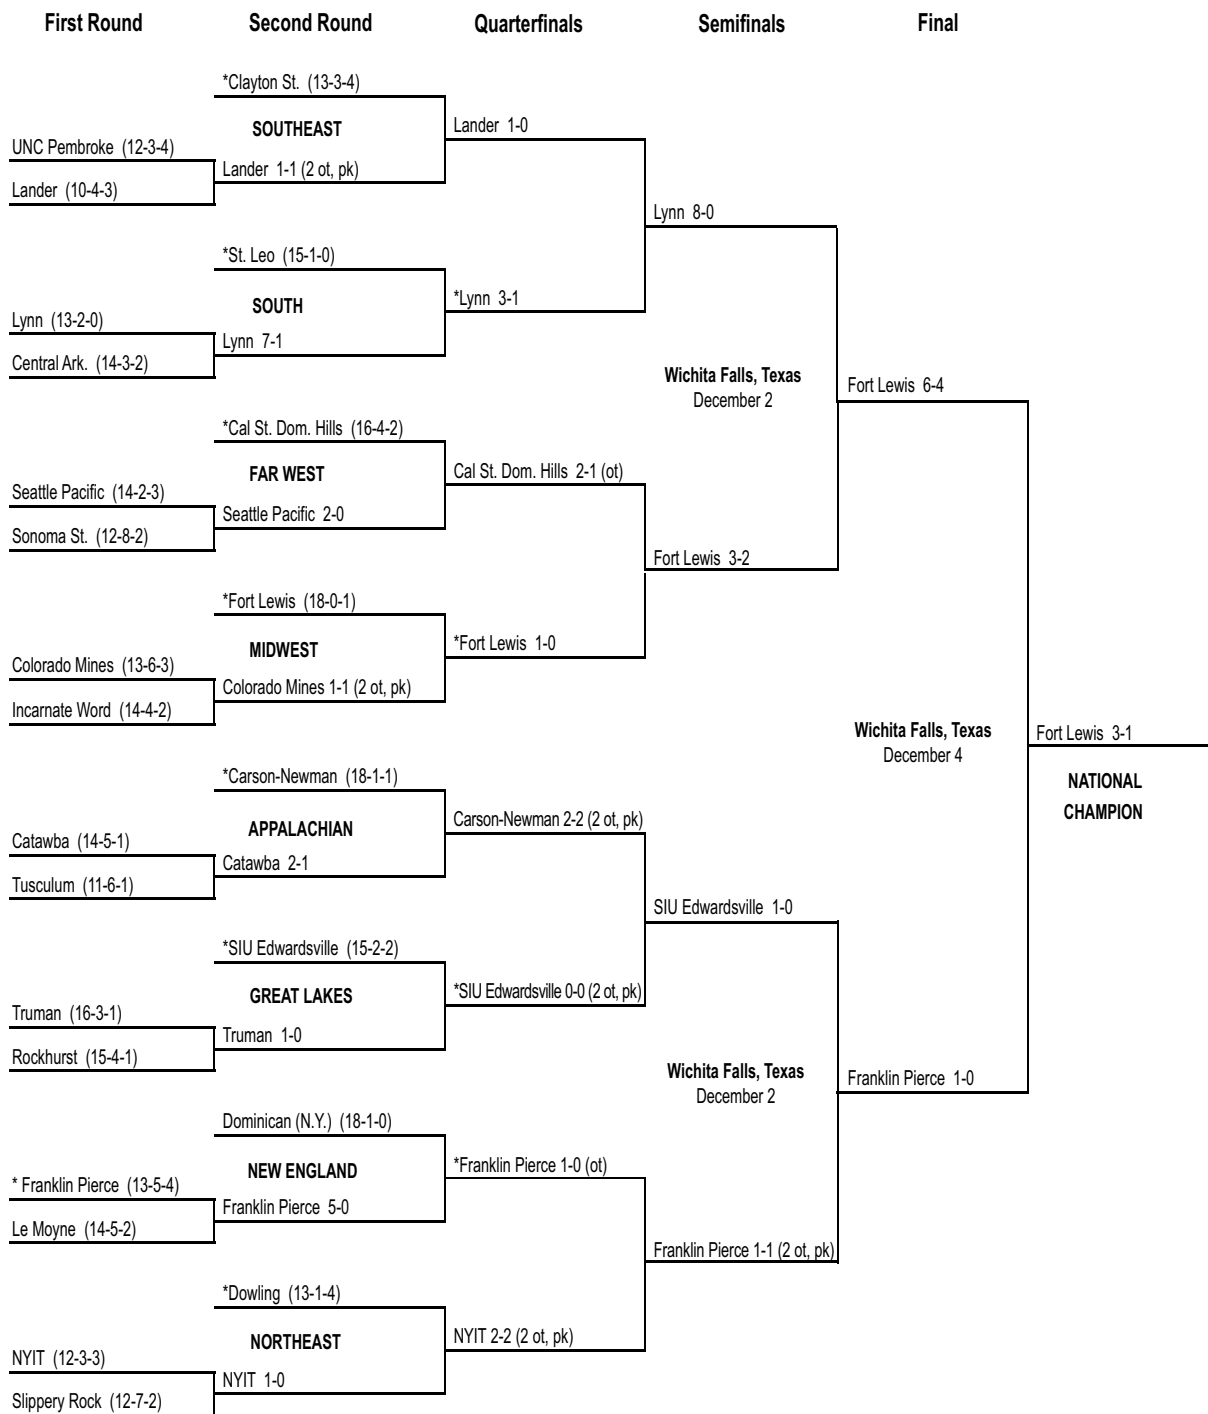 First Round
Second Round
Quarterfinals
Semifinals
Final
*Clayton St. (13-3-4)
SOUTHEAST
Lander 1-0
UNC Pembroke (12-3-4)
Lander 1-1 (2 ot, pk)
Lander (10-4-3)
Lynn 8-0
*St. Leo (15-1-0)
SOUTH
*Lynn 3-1
Lynn (13-2-0)
Lynn 7-1
Central Ark. (14-3-2)
Wichita Falls, Texas
December 2
Fort Lewis 6-4
*Cal St. Dom. Hills (16-4-2)
FAR WEST
Cal St. Dom. Hills 2-1 (ot)
Seattle Pacific (14-2-3)
Seattle Pacific 2-0
Sonoma St. (12-8-2)
Fort Lewis 3-2
*Fort Lewis (18-0-1)
MIDWEST
*Fort Lewis 1-0
Colorado Mines (13-6-3)
Colorado Mines 1-1 (2 ot, pk)
Incarnate Word (14-4-2)
Wichita Falls, Texas
December 4
Fort Lewis 3-1
NATIONAL
CHAMPION
*Carson-Newman (18-1-1)
APPALACHIAN
Carson-Newman 2-2 (2 ot, pk)
Catawba (14-5-1)
Catawba 2-1
Tusculum (11-6-1)
SIU Edwardsville 1-0
*SIU Edwardsville (15-2-2)
GREAT LAKES
*SIU Edwardsville 0-0 (2 ot, pk)
Truman (16-3-1)
Truman 1-0
Rockhurst (15-4-1)
Wichita Falls, Texas
December 2
Franklin Pierce 1-0
Dominican (N.Y.) (18-1-0)
NEW ENGLAND
*Franklin Pierce 1-0 (ot)
* Franklin Pierce (13-5-4)
Franklin Pierce 5-0
Le Moyne (14-5-2)
Franklin Pierce 1-1 (2 ot, pk)
*Dowling (13-1-4)
NORTHEAST
NYIT 2-2 (2 ot, pk)
NYIT (12-3-3)
NYIT 1-0
Slippery Rock (12-7-2)